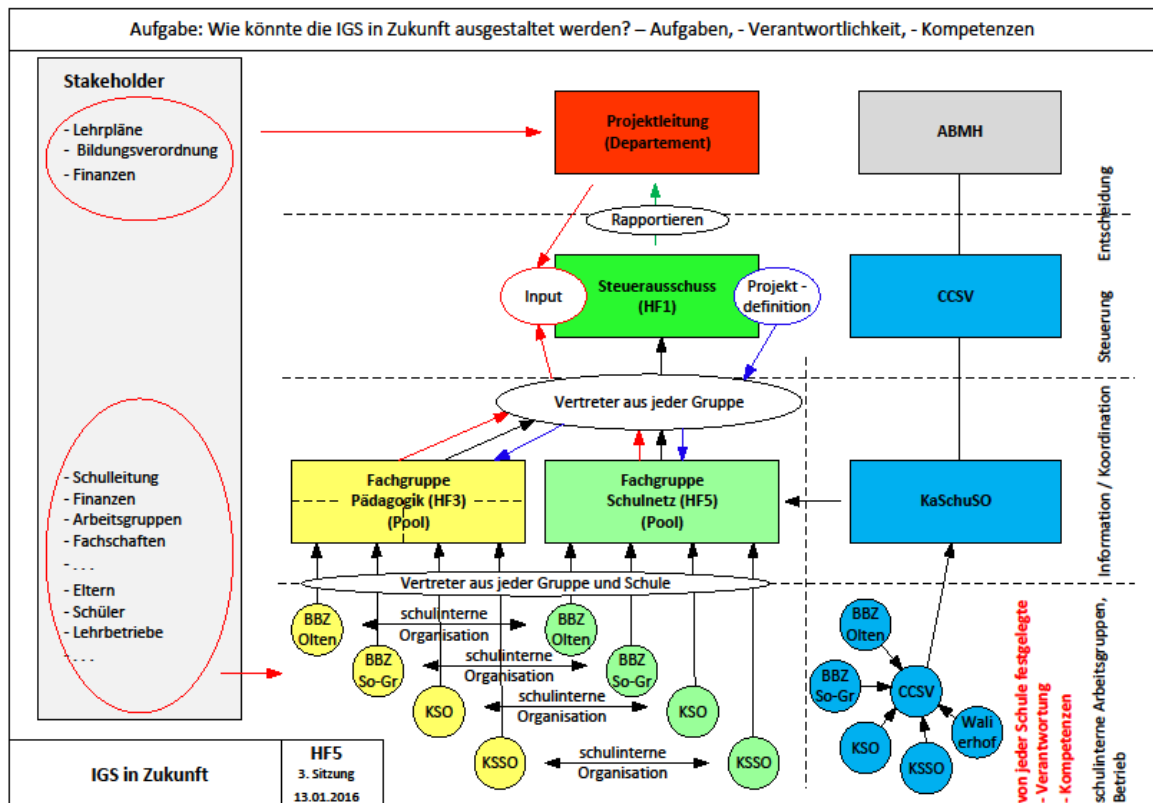 Aufgabe: Wie könnte die IGS in Zukunft ausgestaltet werden? – Aufgaben, - Verantwortlichkeit, - Kompetenzen
Stakeholder
- Lehrpläne
- Bildungsverordnung
- Finanzen
Projektleitung
(Departement)
ABMH
Rapportieren
Entscheidung
Input
Steuerausschuss
(HF1)
Projekt -
definition
CCSV
Steuerung
Vertreter aus jeder Gruppe
- Schulleitung
- Finanzen
- Arbeitsgruppen
- Fachschaften
- . . .
- Eltern
- Schüler
- Lehrbetriebe
- . . .
Fachgruppe
Pädagogik (HF3)
(Pool)
Fachgruppe
Schulnetz (HF5)
(Pool)
KaSchuSO
Information / Koordination
Vertreter aus jeder Gruppe und Schule
BBZ
Olten
schulinterne
Organisation
BBZ
Olten
BBZ
So-Gr
schulinterne
Organisation
BBZ
So-Gr
KSO
schulinterne
Organisation
KSO
KSSO
schulinterne
Organisation
KSSO
BBZ
Olten
BBZ
So-Gr
CCSV
KSO
KSSO
Wali
erhof
von jeder Schule festgelegte
- Verantwortung
- Kompetenzen
schulinterne Arbeitsgruppen,
Betrieb
IGS in Zukunft
HF5
3. Sitzung
13.01.2016